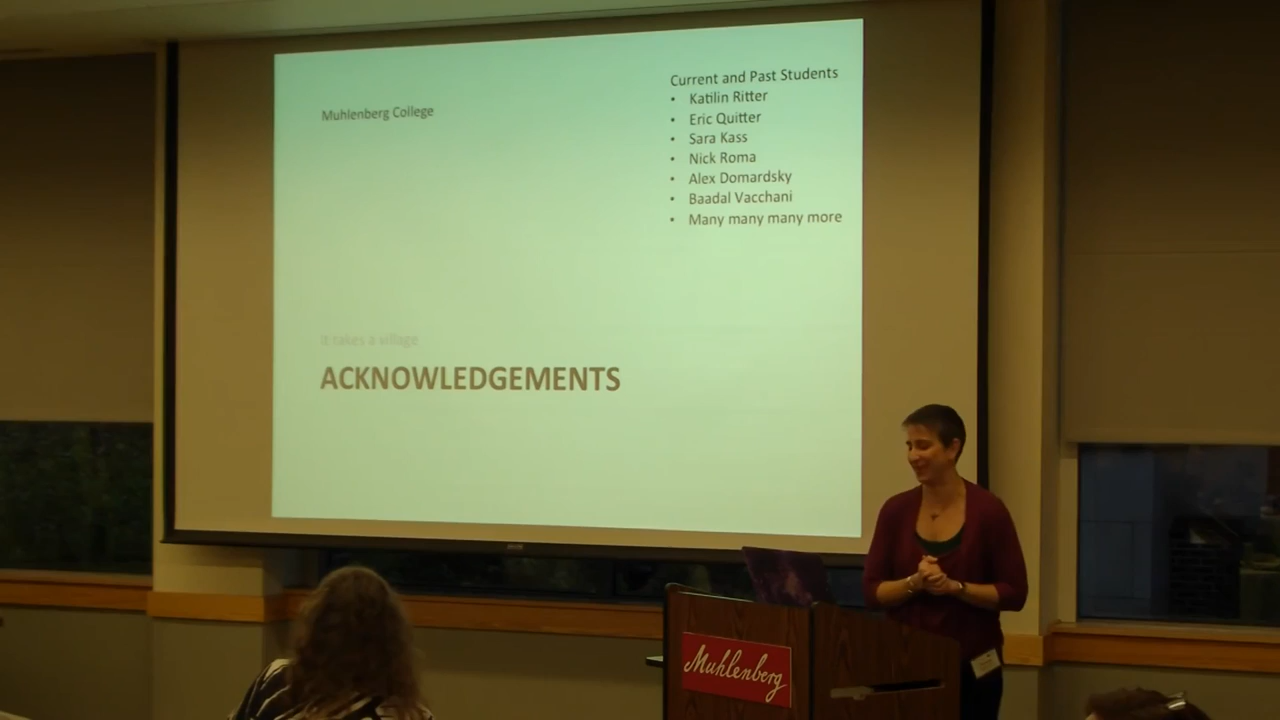 Muhlenberg College
Current and Past Students
• Katilin Ritter
• Eric Quitter
• Sara Kass
• Nick Roma
• Alex Domardsky
• Baadal Vacchani
• Many many many more
It takes a village
ACKNOWLEDGEMENTS
Muhlenberg